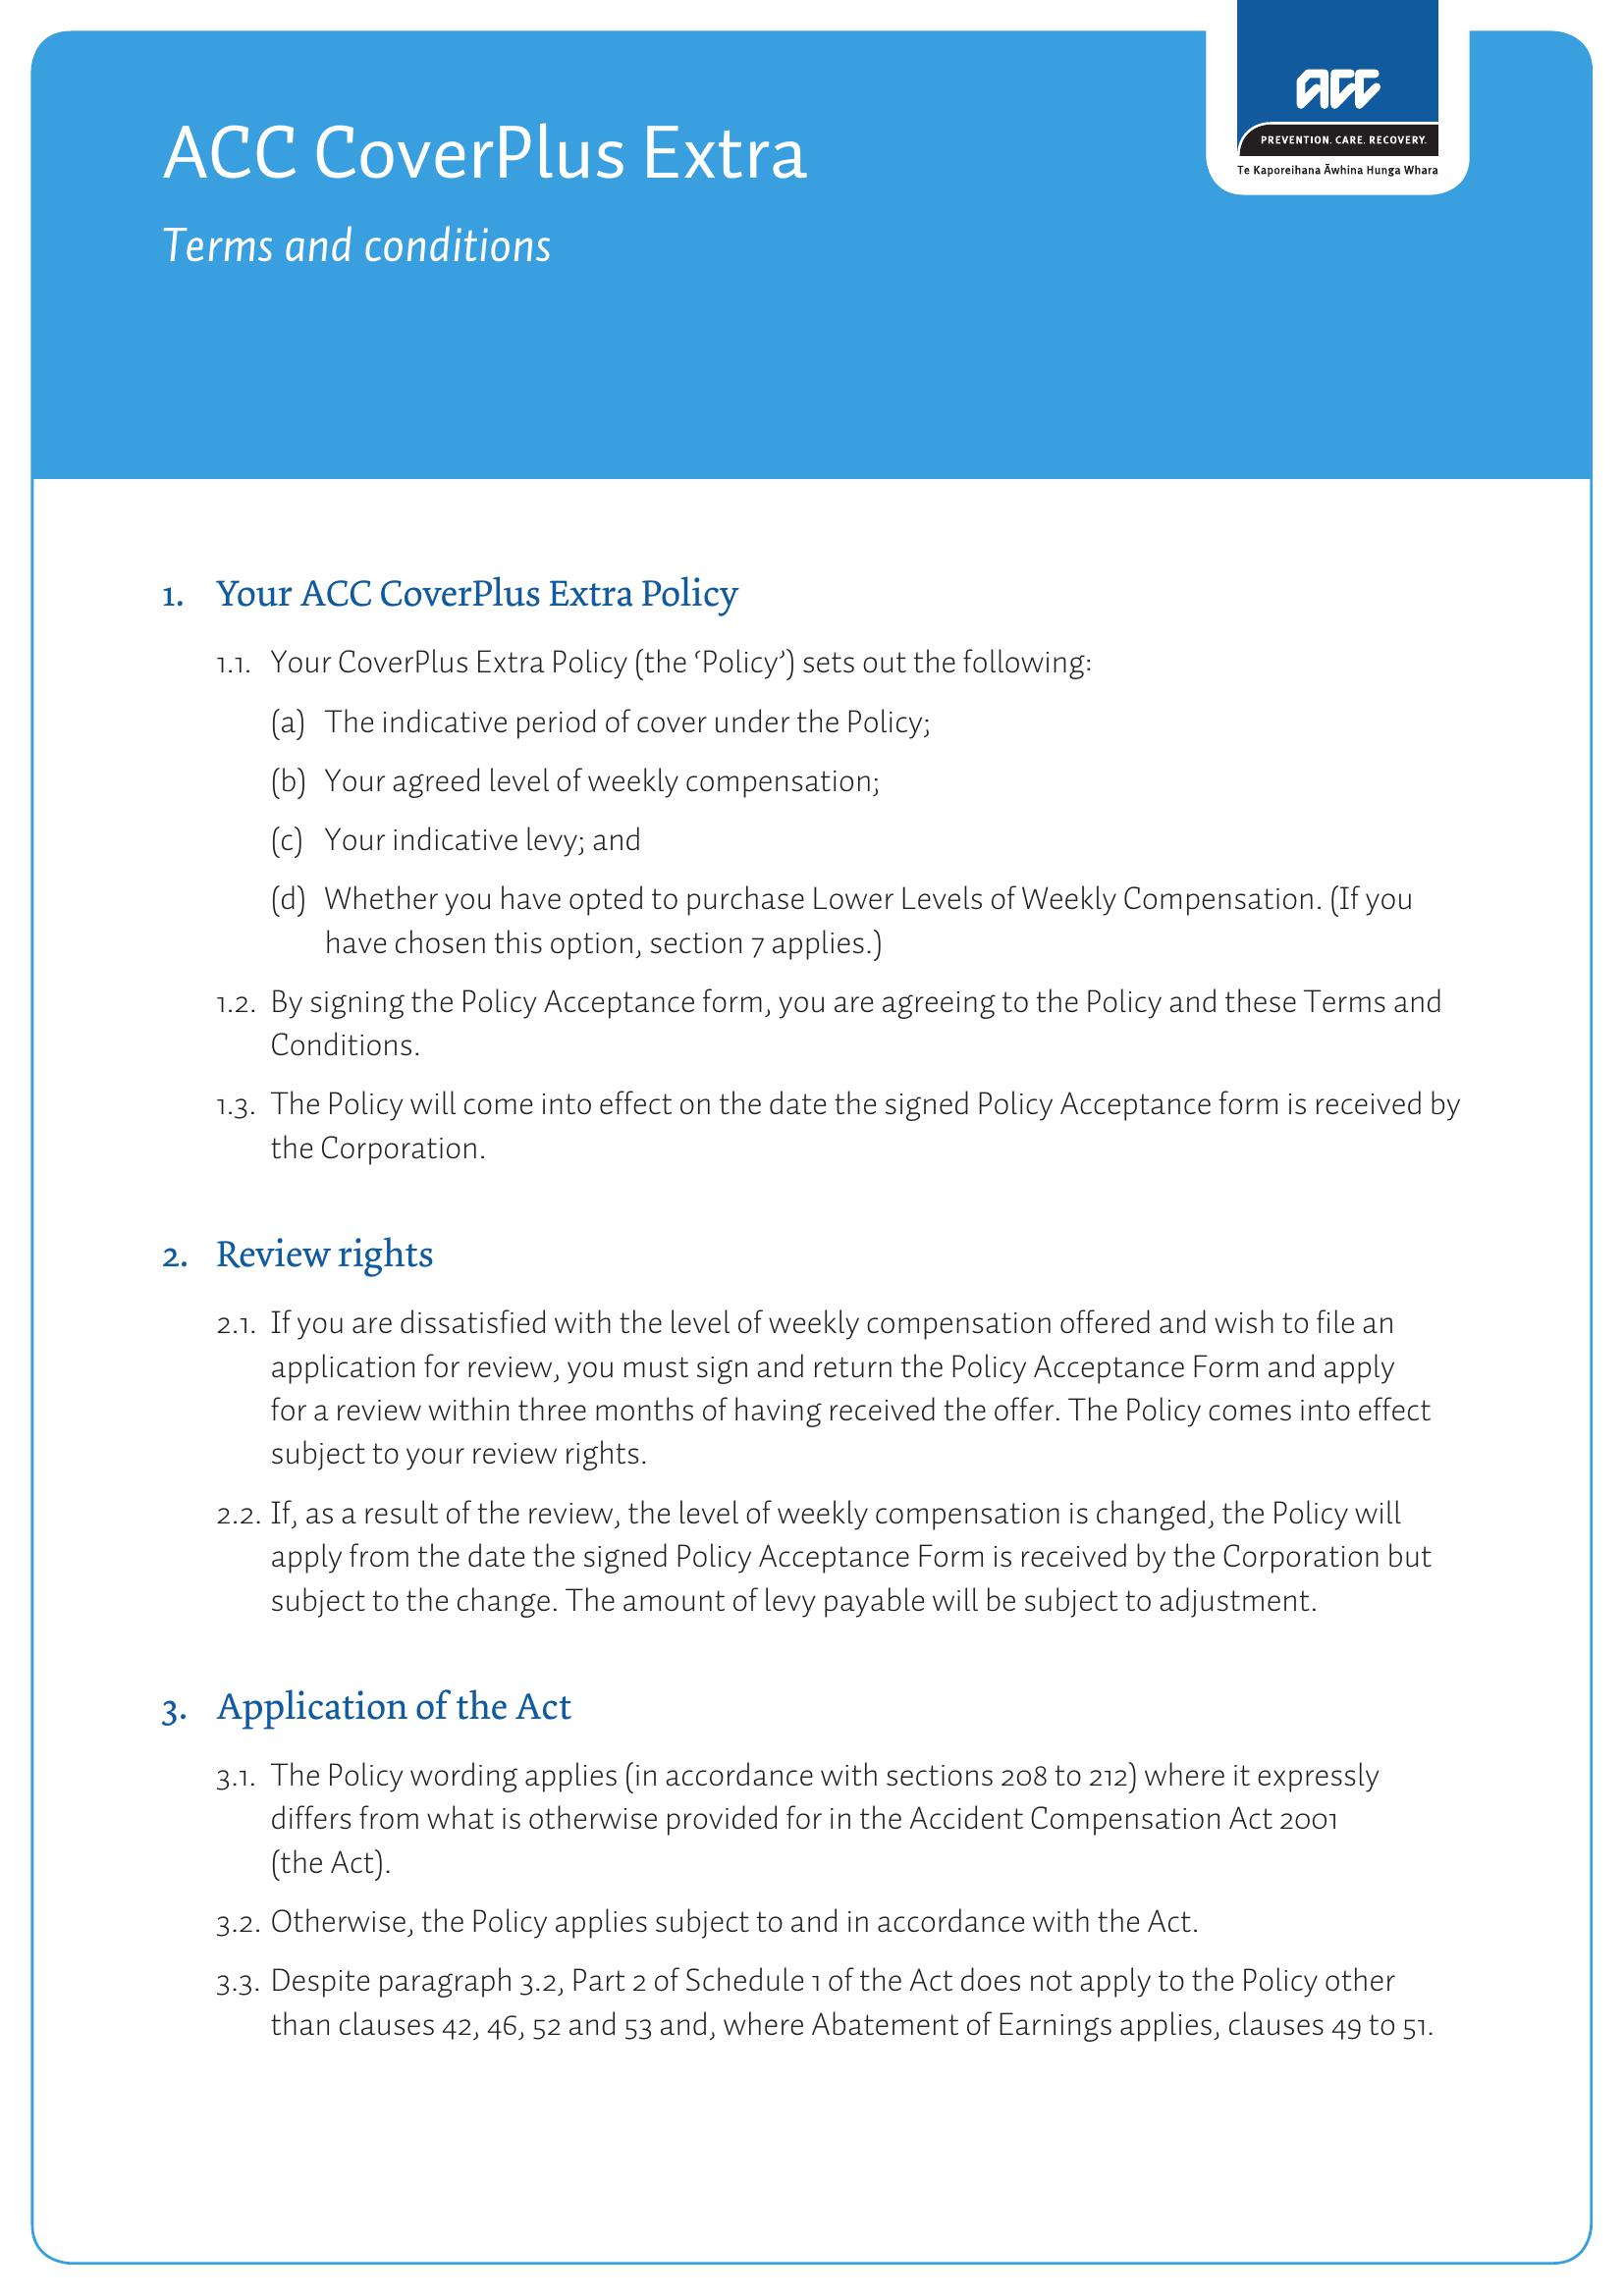 acc
PREVENTION. CARE. RECOVERY.
Te Kaporeihana Āwhina Hunga Whara
ACC CoverPlus Extra
Terms and conditions
1. Your ACC CoverPlus Extra Policy
1.1. Your CoverPlus Extra Policy (the ‘Policy’) sets out the following:
(a) The indicative period of cover under the Policy;
(b) Your agreed level of weekly compensation;
(c) Your indicative levy; and
(d) Whether you have opted to purchase Lower Levels of Weekly Compensation. (If you
have chosen this option, section 7 applies.)
1.2. By signing the Policy Acceptance form, you are agreeing to the Policy and these Terms and
Conditions.
1.3. The Policy will come into effect on the date the signed Policy Acceptance form is received by
the Corporation.
2. Review rights
2.1. If you are dissatisfied with the level of weekly compensation offered and wish to file an
application for review, you must sign and return the Policy Acceptance Form and apply
for a review within three months of having received the offer. The Policy comes into effect
subject to your review rights.
2.2. If, as a result of the review, the level of weekly compensation is changed, the Policy will
apply from the date the signed Policy Acceptance Form is received by the Corporation but
subject to the change. The amount of levy payable will be subject to adjustment.
3. Application of the Act
3.1. The Policy wording applies (in accordance with sections 208 to 212) where it expressly
differs from what is otherwise provided for in the Accident Compensation Act 2001
(the Act).
3.2. Otherwise, the Policy applies subject to and in accordance with the Act.
3.3. Despite paragraph 3.2, Part 2 of Schedule 1 of the Act does not apply to the Policy other
than clauses 42, 46, 52 and 53 and, where Abatement of Earnings applies, clauses 49 to 51.